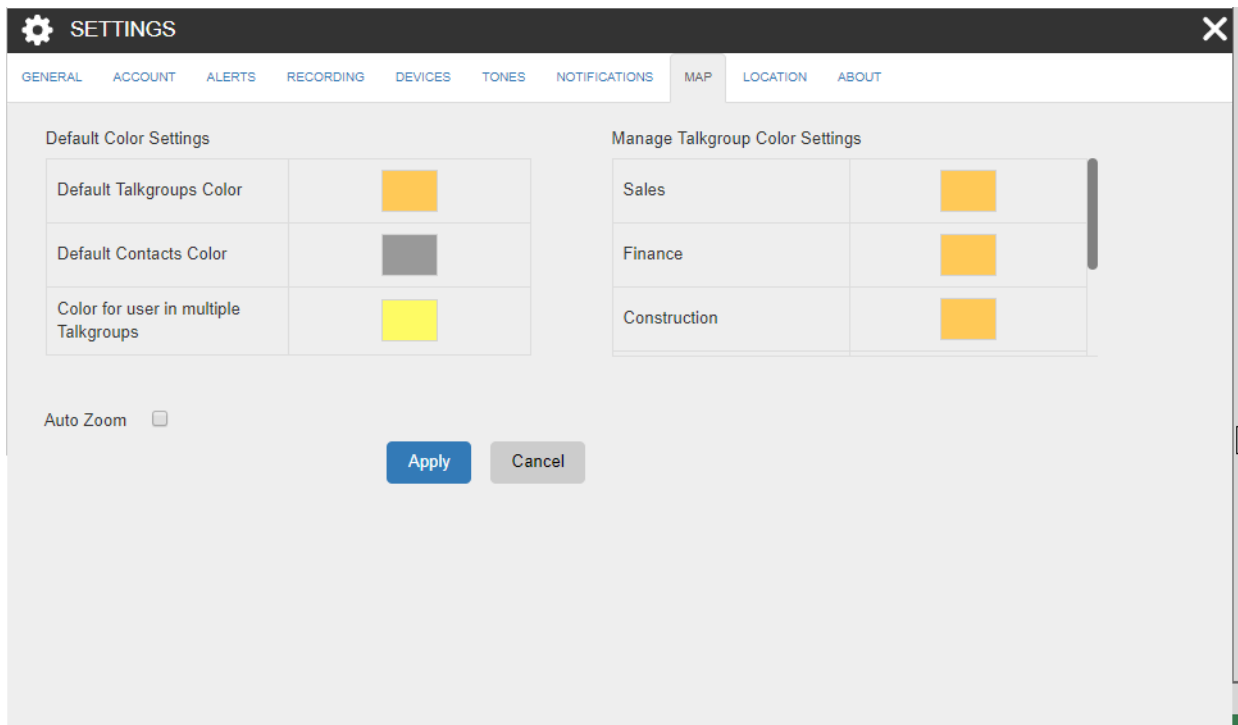 SETTINGS
GENERAL ACCOUNT ALERTS RECORDING DEVICES TONES NOTIFICATIONS MAP LOCATION ABOUT
Default Color Settings
Default Talkgroups Color
Default Contacts Color
Color for user in multiple
Talkgroups
Manage Talkgroup Color Settings
Sales
Finance
Construction
Auto Zoom
Apply Cancel